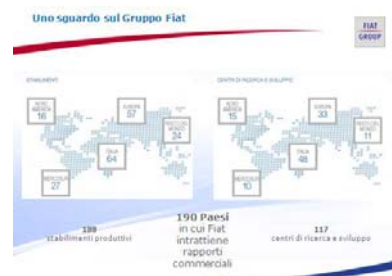 Uno sguardo sul Gruppo Fiat
FIAT
GROUP
STABILIMENTI
NORD
AMERICA
16
EUROPA
57
RESTO DEL
MONDO
24
ITALIA
64
MERCOSUR
27
CENTRI DI RICERCA E SVILUPPO
NORD
AMERICA
15
EUROPA
33
RESTO DEL
MONDO
11
ITALIA
48
MERCOSUR
10
188
stabilimenti produttivi
190 Paesi
in cui Fiat
intrattiene
rapporti
commerciali
117
centri di ricerca e sviluppo